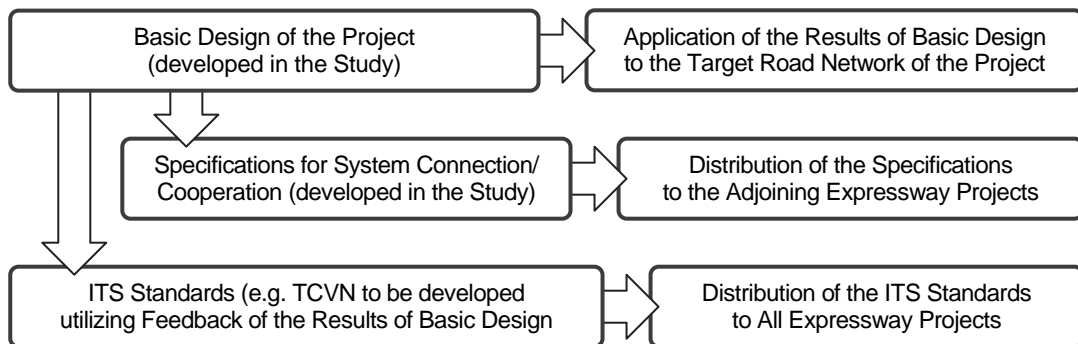 Basic Design of the Project
(developed in the Study)
Application of the Results of Basic Design
to the Target Road Network of the Project
Specifications for System Connection/
Cooperation (developed in the Study)
Distribution of the Specifications
to the Adjoining Expressway Projects
ITS Standards (e.g. TCVN to be developed
utilizing Feedback of the Results of Basic Design
Distribution of the ITS Standards
to All Expressway Projects